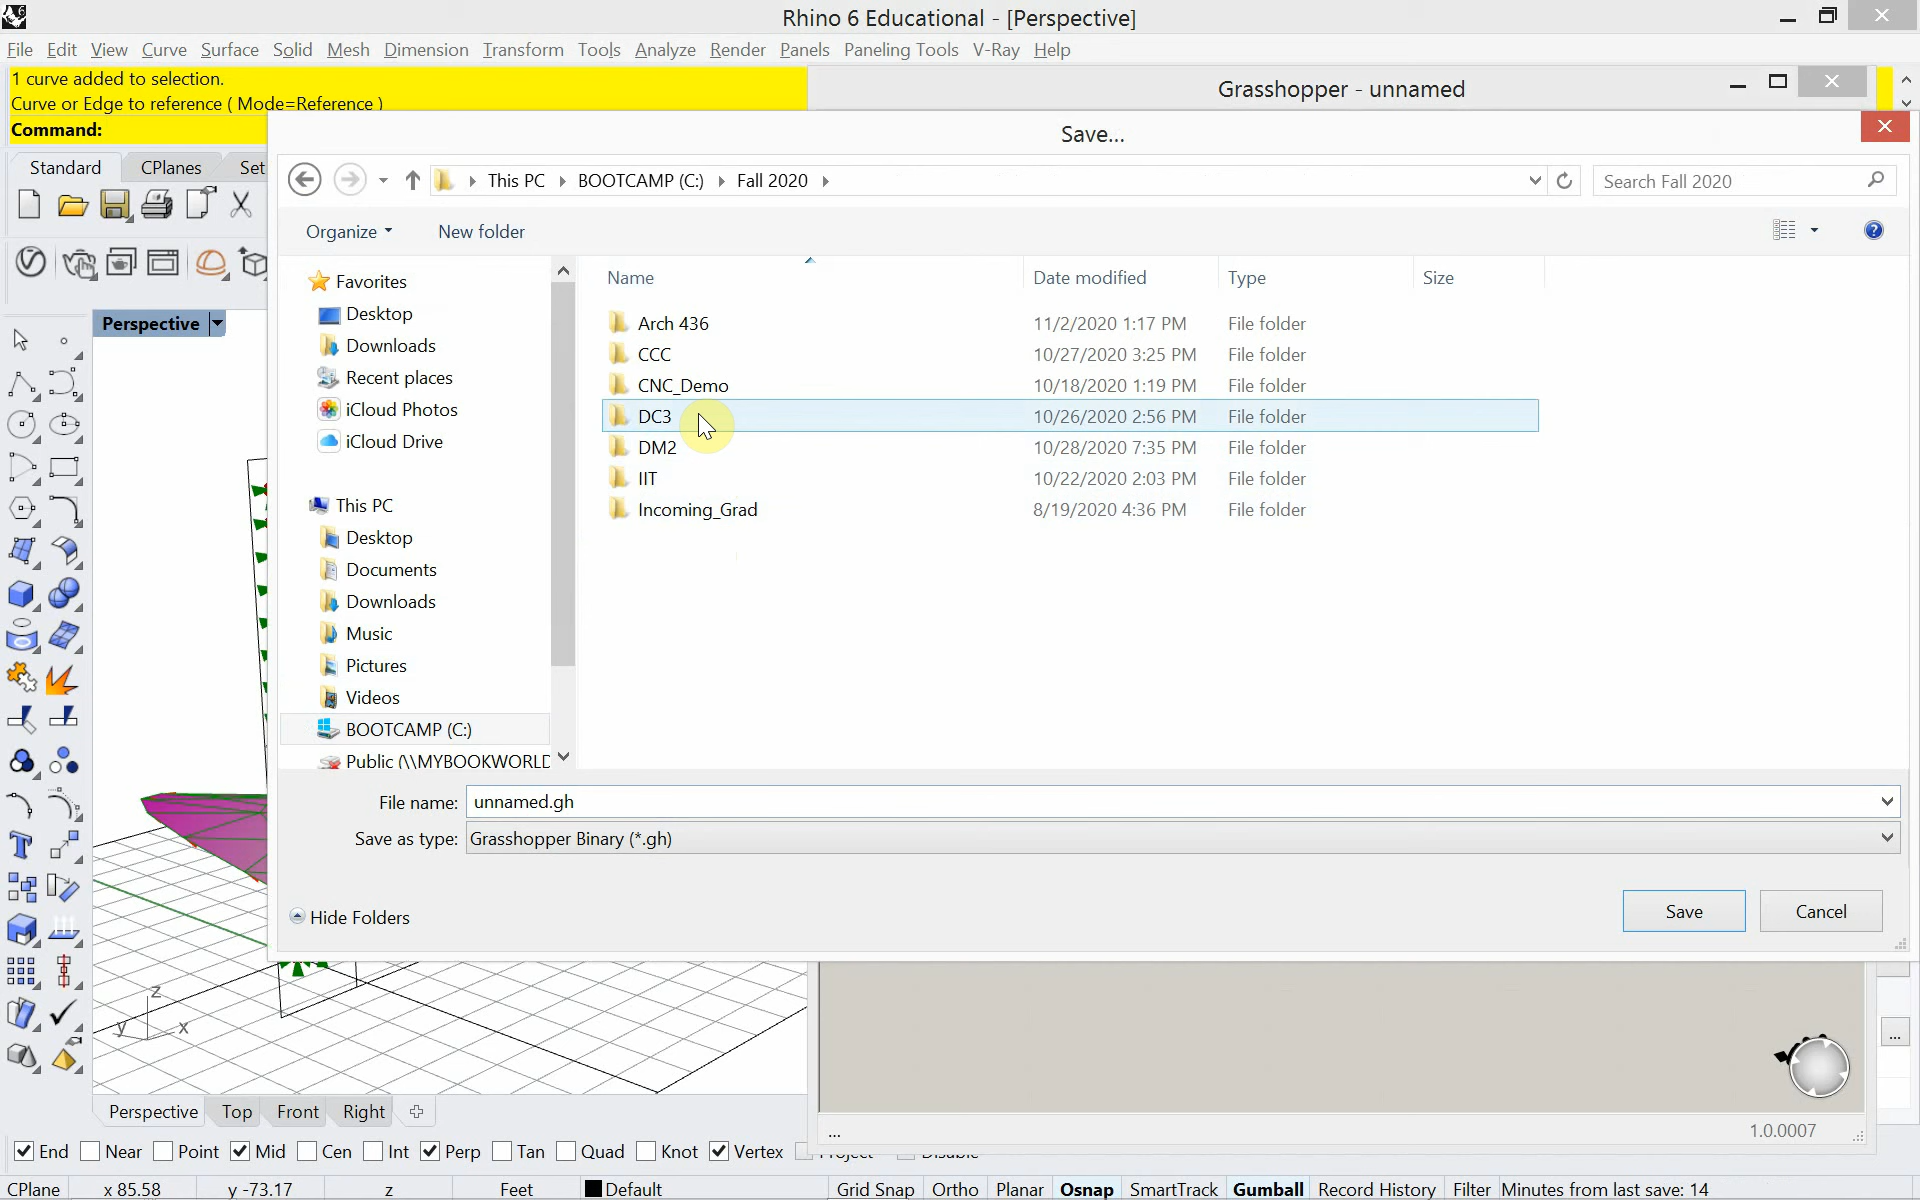 Rhino 6 Educational - [Perspective]
File Edit View Curve Surface Solid Mesh Dimension Transform Tools Analyze Render Panels Paneling Tools V-Ray Help
1 curve added to selection.
Curve or Edge to reference ( Mode=Reference )
Command:
Grasshopper - unnamed
Save...
Standard CPlanes Set
This PC BOOTCAMP (C:) Fall 2020
Search Fall 2020
Organize New folder
Name Date modified Type Size
Favorites
Desktop
Downloads
Recent places
iCloud Photos
iCloud Drive
This PC
Desktop
Documents
Downloads
Music
Pictures
Videos
BOOTCAMP (C:)
Public (\\MYBOOKWORLD
Arch 436 11/2/2020 1:17 PM File folder
CCC 10/27/2020 3:25 PM File folder
CNC_Demo 10/18/2020 1:19 PM File folder
DC3 10/26/2020 2:56 PM File folder
DM2 10/28/2020 7:35 PM File folder
IIT 10/22/2020 2:03 PM File folder
Incoming_Grad 8/19/2020 4:36 PM File folder
File name: unnamed.gh
Save as type: Grasshopper Binary (*.gh)
Hide Folders
Save Cancel
Perspective
z
y
x
...
...
1.0.0007
Perspective Top Front Right
End Near Point Mid Cen Int Perp Tan Quad Knot Vertex
CPlane x 85.58 y -73.17 z Feet Default Grid Snap Ortho Planar Osnap SmartTrack Gumball Record History Filter Minutes from last save: 14